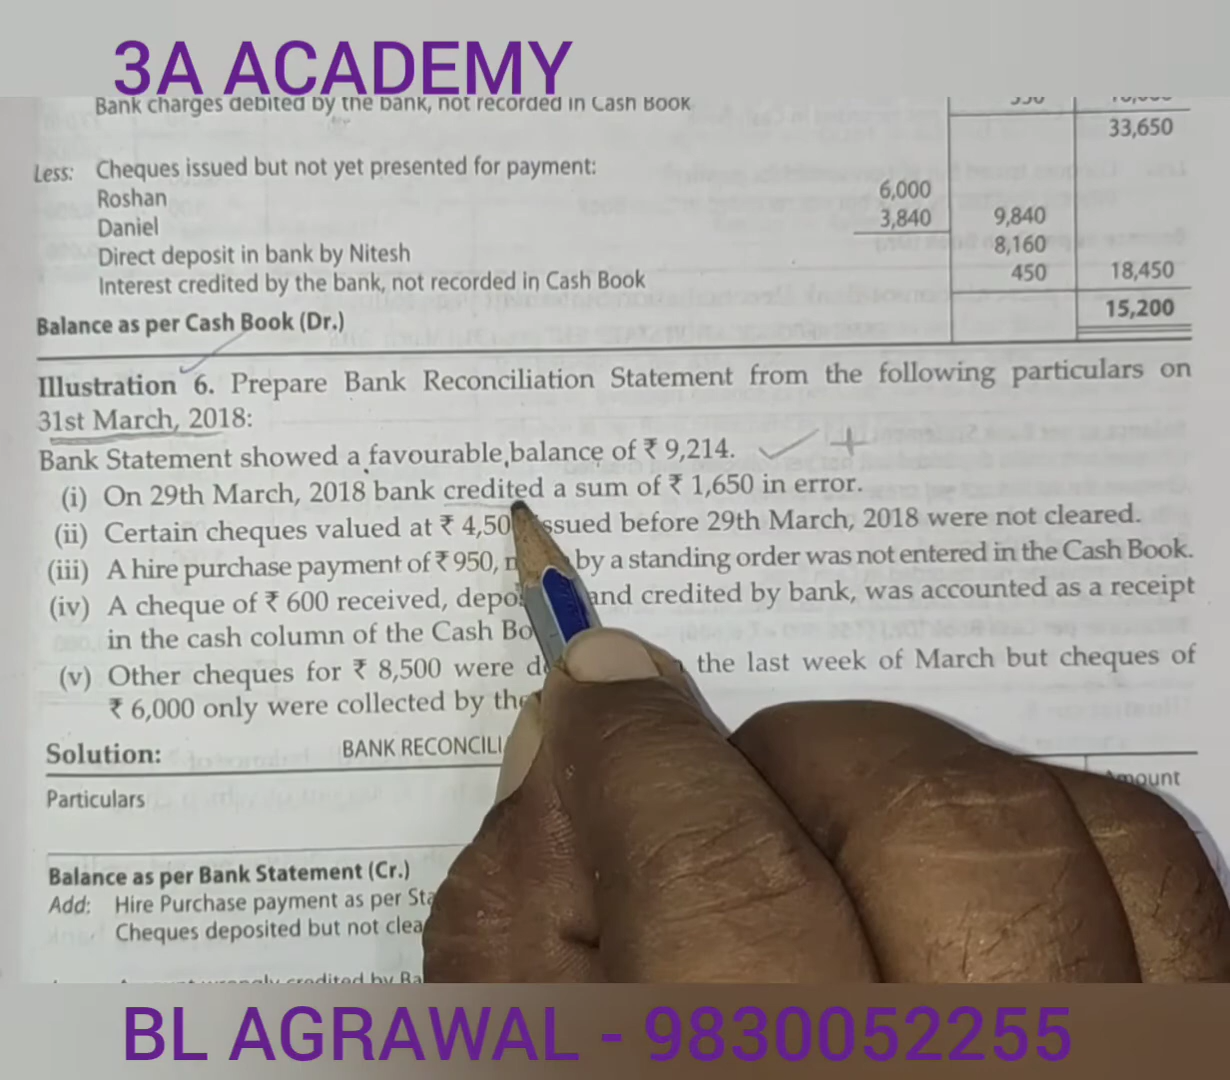 3A ACADEMY
Bank charges debited by the bank, not recorded in Cash Book
33,650
Less: Cheques issued but not yet presented for payment:
Roshan 6,000
Daniel 3,840 9,840
Direct deposit in bank by Nitesh 8,160
Interest credited by the bank, not recorded in Cash Book 450 18,450
Balance as per Cash Book (Dr.) 15,200
Illustration 6. Prepare Bank Reconciliation Statement from the following particulars on
31st March, 2018:
Bank Statement showed a favourable balance of ₹ 9,214. ✓ +
(i) On 29th March, 2018 bank credited a sum of ₹ 1,650 in error.
(ii) Certain cheques valued at ₹ 4,50 issued before 29th March, 2018 were not cleared.
(iii) A hire purchase payment of ₹ 950, by a standing order was not entered in the Cash Book.
(iv) A cheque of ₹ 600 received, and credited by bank, was accounted as a receipt
in the cash column of the Cash
(v) Other cheques for ₹ 8,500 were the last week of March but cheques of
₹ 6,000 only were collected by
Solution: BANK
Particulars
Balance as per Bank Statement (Cr.)
Add: Hire Purchase payment as per
Cheques deposited but not
credited by
BL AGRAWAL - 9830052255